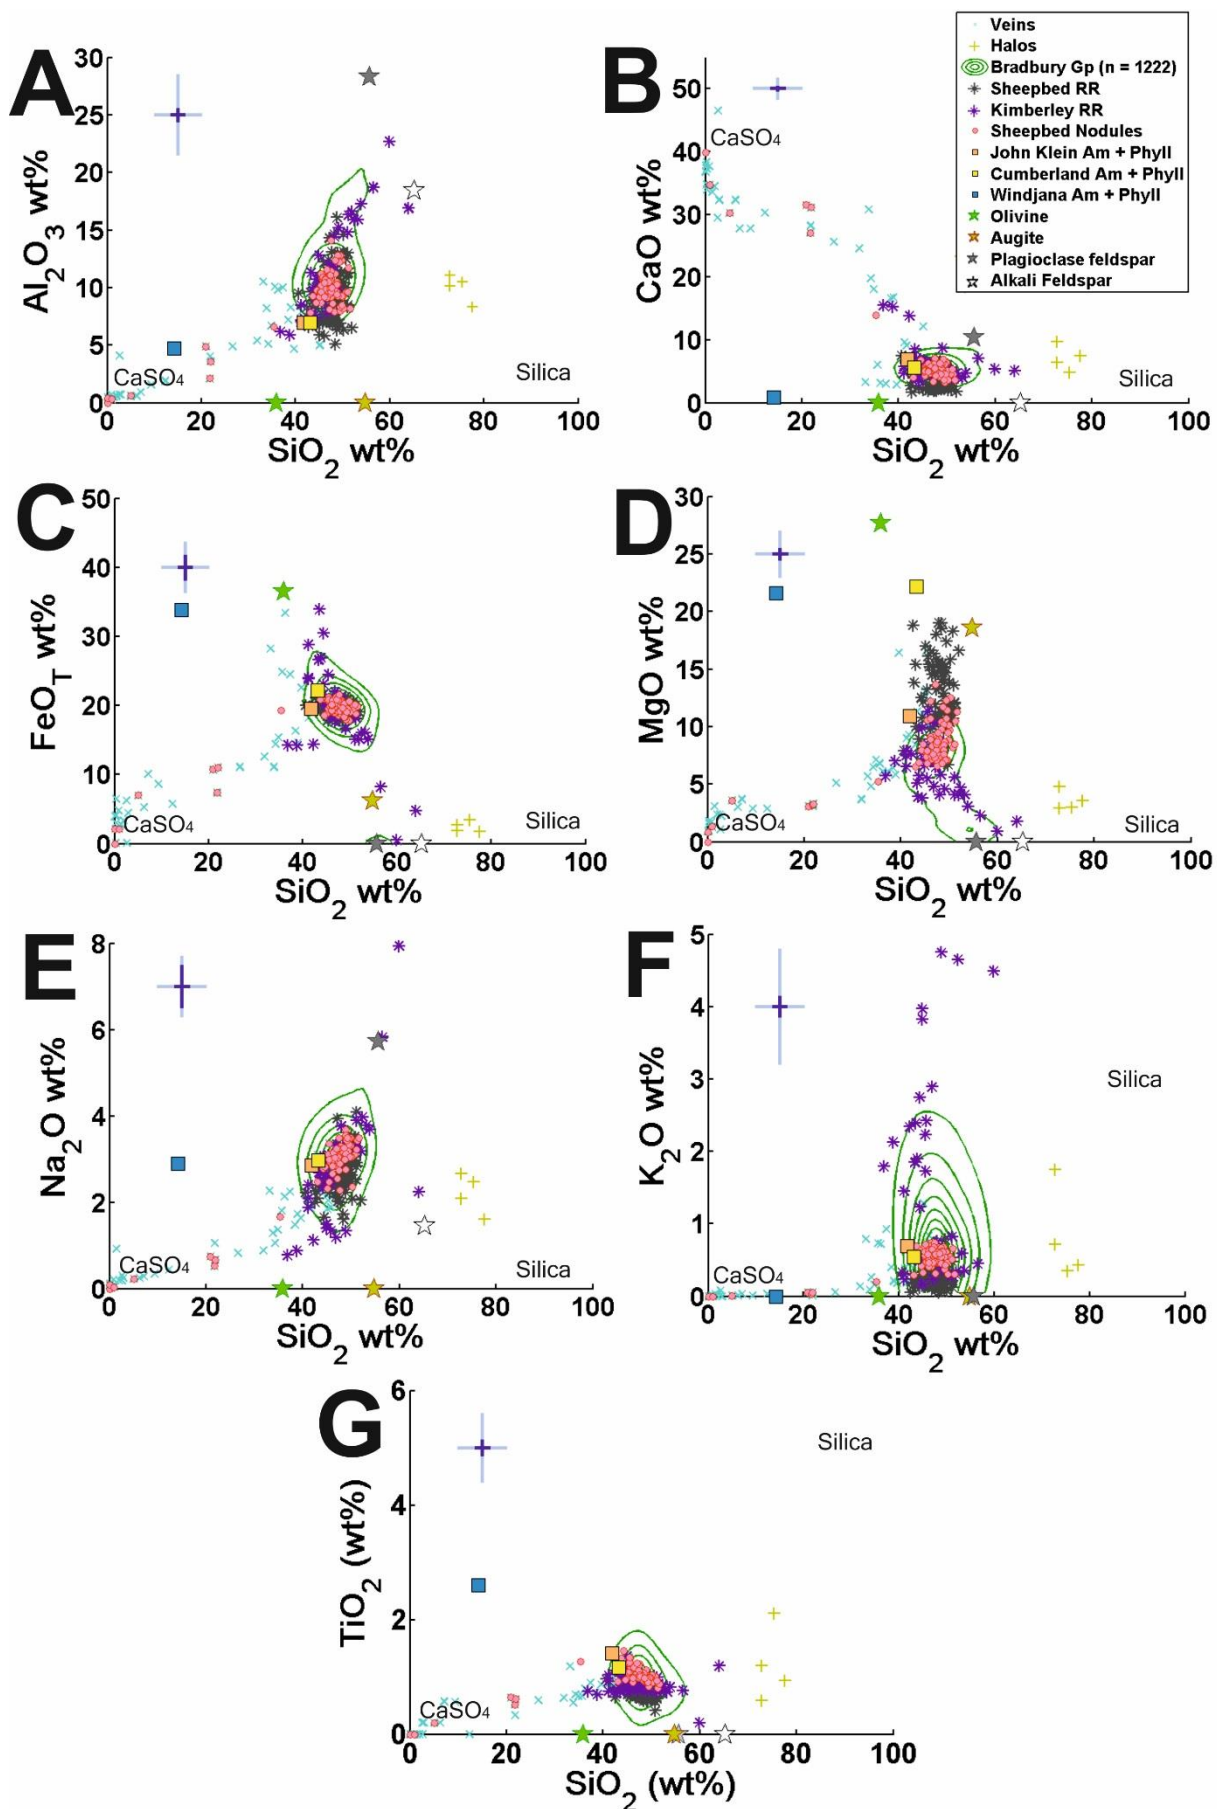 A
30
25
20
15
10
5
0
Al2O3 wt%
CaSO4
Silica
0 20 40 60 80 100
SiO2 wt%
B
50
40
30
20
10
0
CaO wt%
CaSO4
Silica
0 20 40 60 80 100
SiO2 wt%
Veins
Halos
Bradbury Gp (n = 1222)
Sheepbed RR
Kimberley RR
Sheepbed Nodules
John Klein Am + Phyll
Cumberland Am + Phyll
Windjana Am + Phyll
Olivine
Augite
Plagioclase feldspar
Alkali Feldspar
C
50
40
30
20
10
0
FeOT wt%
CaSO4
Silica
0 20 40 60 80 100
SiO2 wt%
D
30
25
20
15
10
5
0
MgO wt%
CaSO4
Silica
0 20 40 60 80 100
SiO2 wt%
E
8
6
4
2
0
Na2O wt%
CaSO4
Silica
0 20 40 60 80 100
SiO2 wt%
F
5
4
3
2
1
0
K2O wt%
Silica
CaSO4
0 20 40 60 80 100
SiO2 wt%
G
6
4
2
0
TiO2 (wt%)
Silica
CaSO4
0 20 40 60 80 100
SiO2 (wt%)